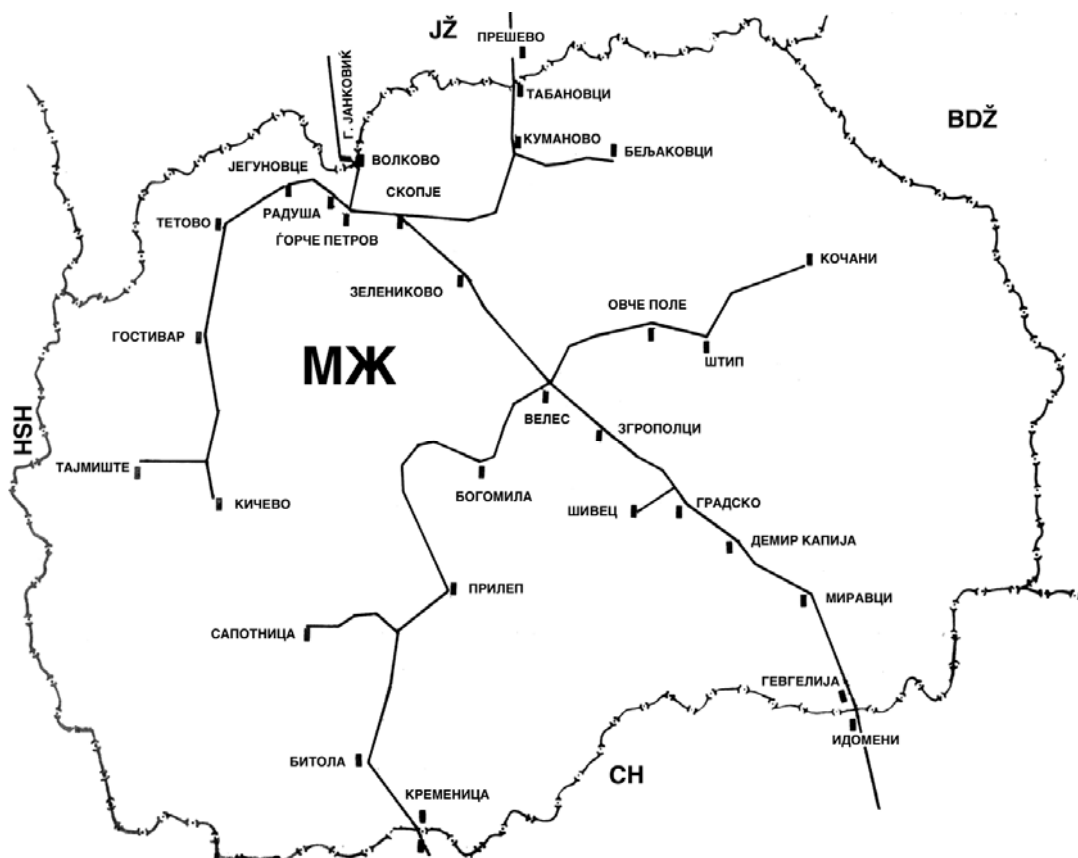 JŽ
ПРЕШЕВО
Г. ЈАНКОВИЌ
ТАБАНОВЦИ
BDŽ
КУМАНОВО
БЕЉАКОВЦИ
ВОЛКОВО
ЈЕГУНОВЦЕ
СКОПЈЕ
РАДУША
ТЕТОВО
ЃОРЧЕ ПЕТРОВ
КОЧАНИ
ЗЕЛЕНИКОВО
ОВЧЕ ПОЛЕ
ГОСТИВАР
МЖ
ШТИП
ВЕЛЕС
HSH
ЗГРОПОЛЦИ
ТАЈМИШТЕ
БОГОМИЛА
КИЧЕВО
ШИВЕЦ
ГРАДСКО
ДЕМИР КАПИЈА
ПРИЛЕП
МИРАВЦИ
САПОТНИЦА
ГЕВГЕЛИЈА
ИДОМЕНИ
БИТОЛА
CH
КРЕМЕНИЦА